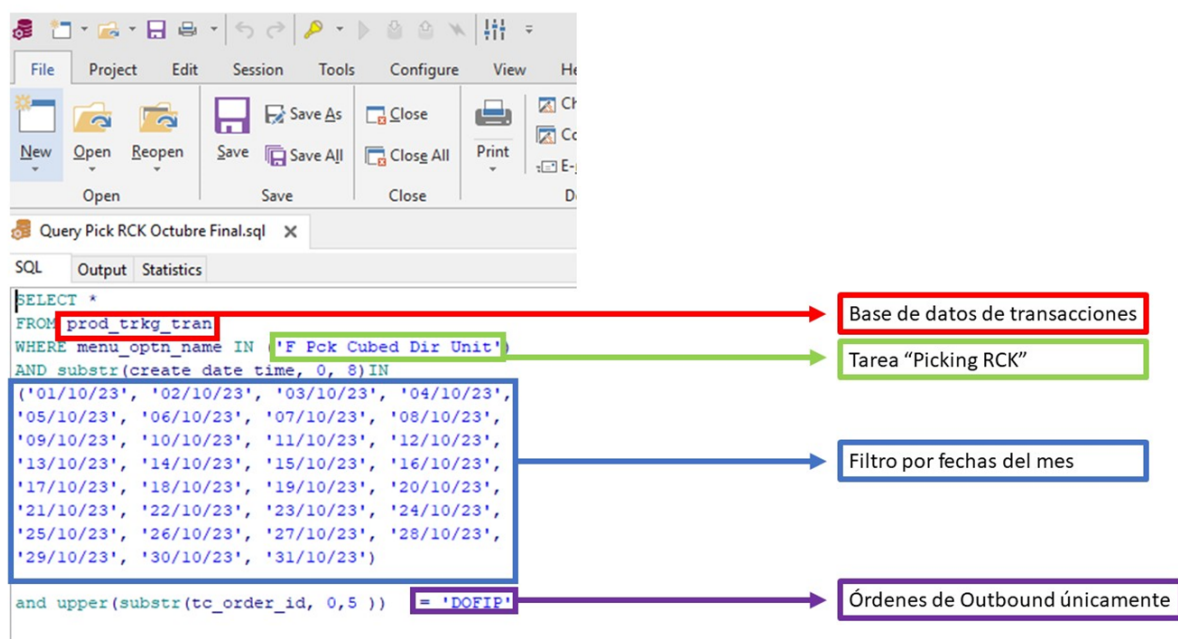 File Project Edit Session Tools Configure View
New Open Reopen Save Save As Save All Close Close All Print
Open Save Close
Query Pick RCK Octubre Final.sql
SQL Output Statistics
SELECT *
FROM prod_trkg_tran
WHERE menu_optn_name IN ('F Pck Cubed Dir Unit')
AND substr(create_date_time, 0, 8)IN
('01/10/23', '02/10/23', '03/10/23', '04/10/23',
'05/10/23', '06/10/23', '07/10/23', '08/10/23',
'09/10/23', '10/10/23', '11/10/23', '12/10/23',
'13/10/23', '14/10/23', '15/10/23', '16/10/23',
'17/10/23', '18/10/23', '19/10/23', '20/10/23',
'21/10/23', '22/10/23', '23/10/23', '24/10/23',
'25/10/23', '26/10/23', '27/10/23', '28/10/23',
'29/10/23', '30/10/23', '31/10/23')
and upper(substr(tc_order_id, 0,5 )) = 'DOFIP'
Base de datos de transacciones
Tarea “Picking RCK”
Filtro por fechas del mes
Órdenes de Outbound únicamente